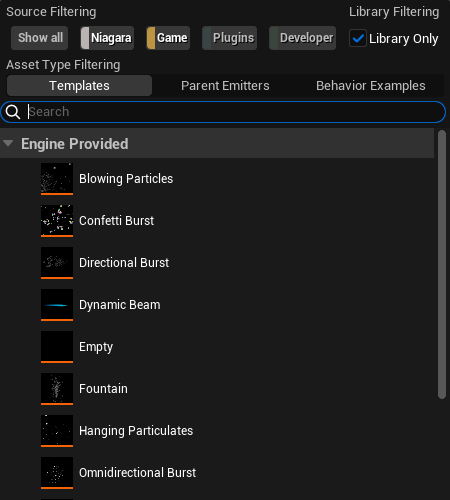 Source Filtering Library Filtering
Show all Niagara Game Plugins Developer Library Only
Asset Type Filtering
Templates Parent Emitters Behavior Examples
Search
Engine Provided
Blowing Particles
Confetti Burst
Directional Burst
Dynamic Beam
Empty
Fountain
Hanging Particulates
Omnidirectional Burst